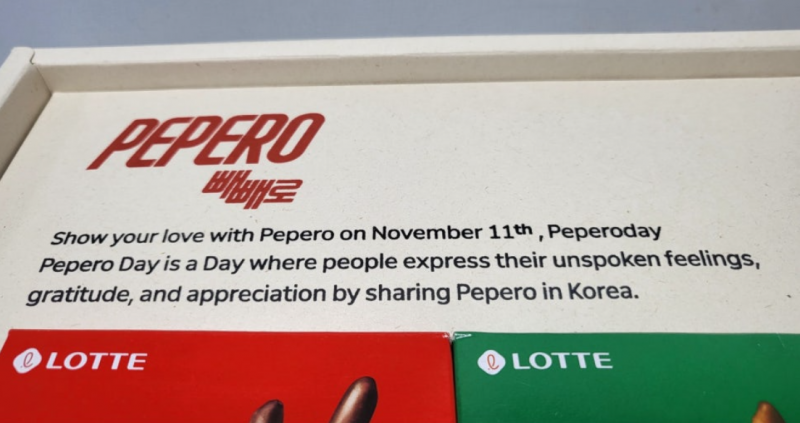 PEPERO
빼빼로
Show your love with Pepero on November 11th , Peperoday
Pepero Day is a Day where people express their unspoken feelings,
gratitude, and appreciation by sharing Pepero in Korea.
LOTTE
LOTTE